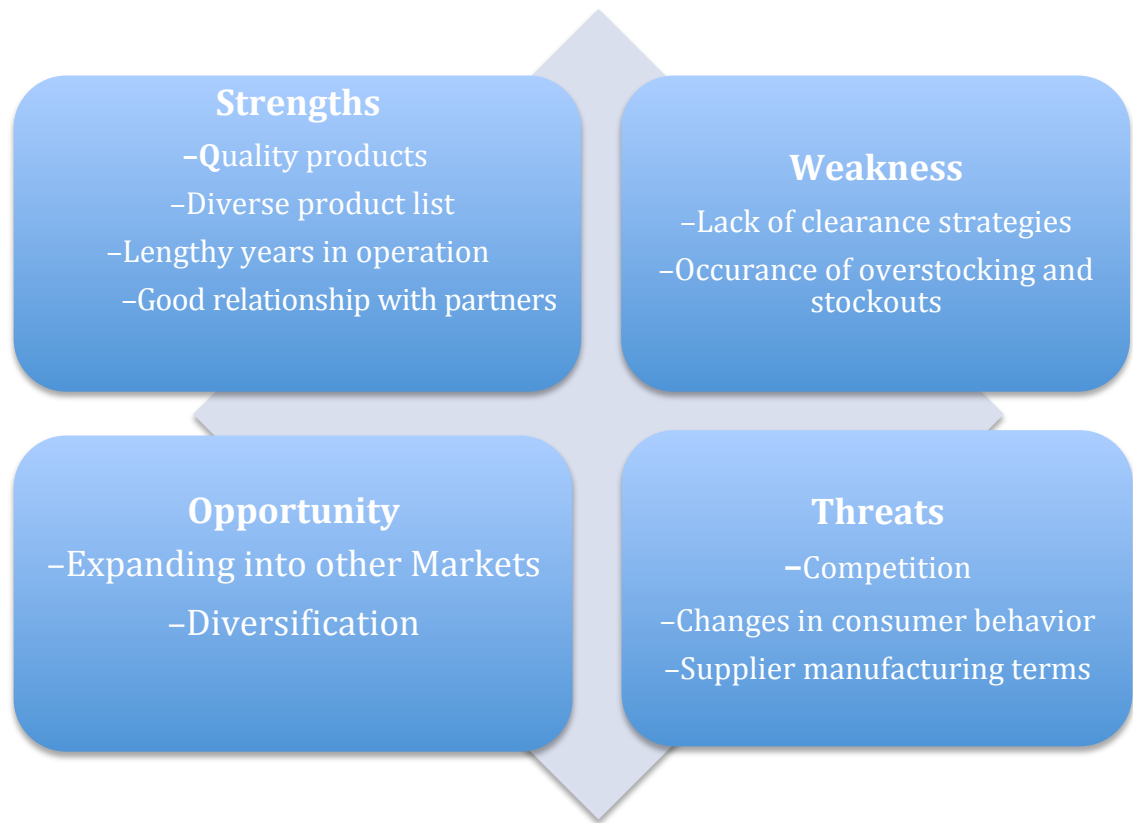 Strengths
–Quality products
–Diverse product list
–Lengthy years in operation
–Good relationship with partners
Weakness
–Lack of clearance strategies
–Occurance of overstocking and
stockouts
Opportunity
–Expanding into other Markets
–Diversification
Threats
–Competition
–Changes in consumer behavior
–Supplier manufacturing terms